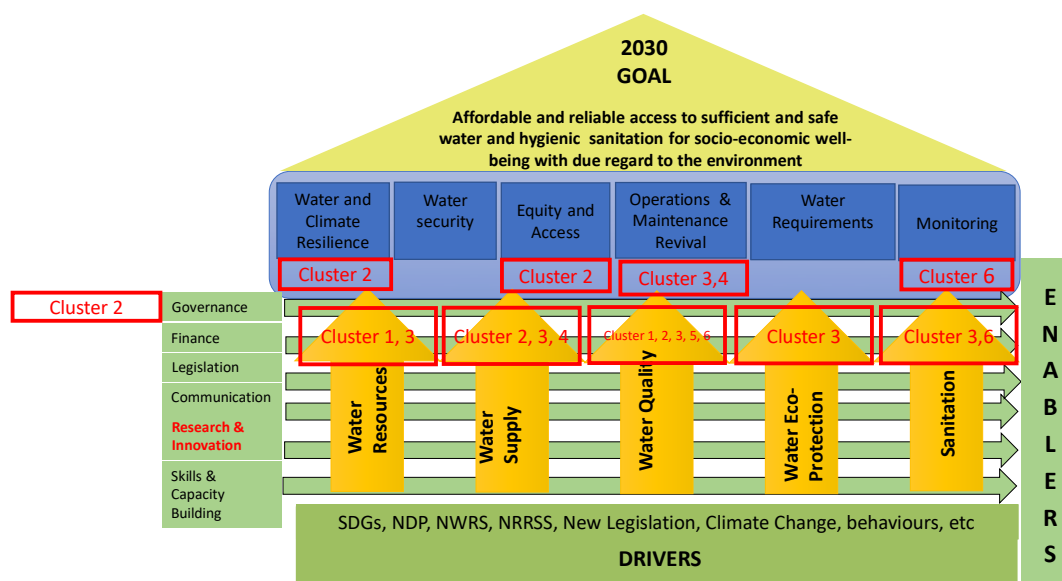 2030
GOAL
Affordable and reliable access to sufficient and safe
water and hygienic sanitation for socio-economic well-
being with due regard to the environment
Water and
Climate
Resilience
Water
security
Equity and
Access
Operations &
Maintenance
Revival
Water
Requirements
Monitoring
Cluster 2
Cluster 2
Cluster 3,4
Cluster 6
Cluster 2
Governance
Finance
Legislation
Communication
Research &
Innovation
Skills &
Capacity
Building
Cluster 1, 3
Cluster 2, 3, 4
Cluster 1, 2, 3, 5, 6
Cluster 3
Cluster 3,6
Water
Resources
Water
Supply
Water Quality
Water Eco-
Protection
Sanitation
E
N
A
B
L
E
R
S
SDGs, NDP, NWRS, NRRSS, New Legislation, Climate Change, behaviours, etc
DRIVERS